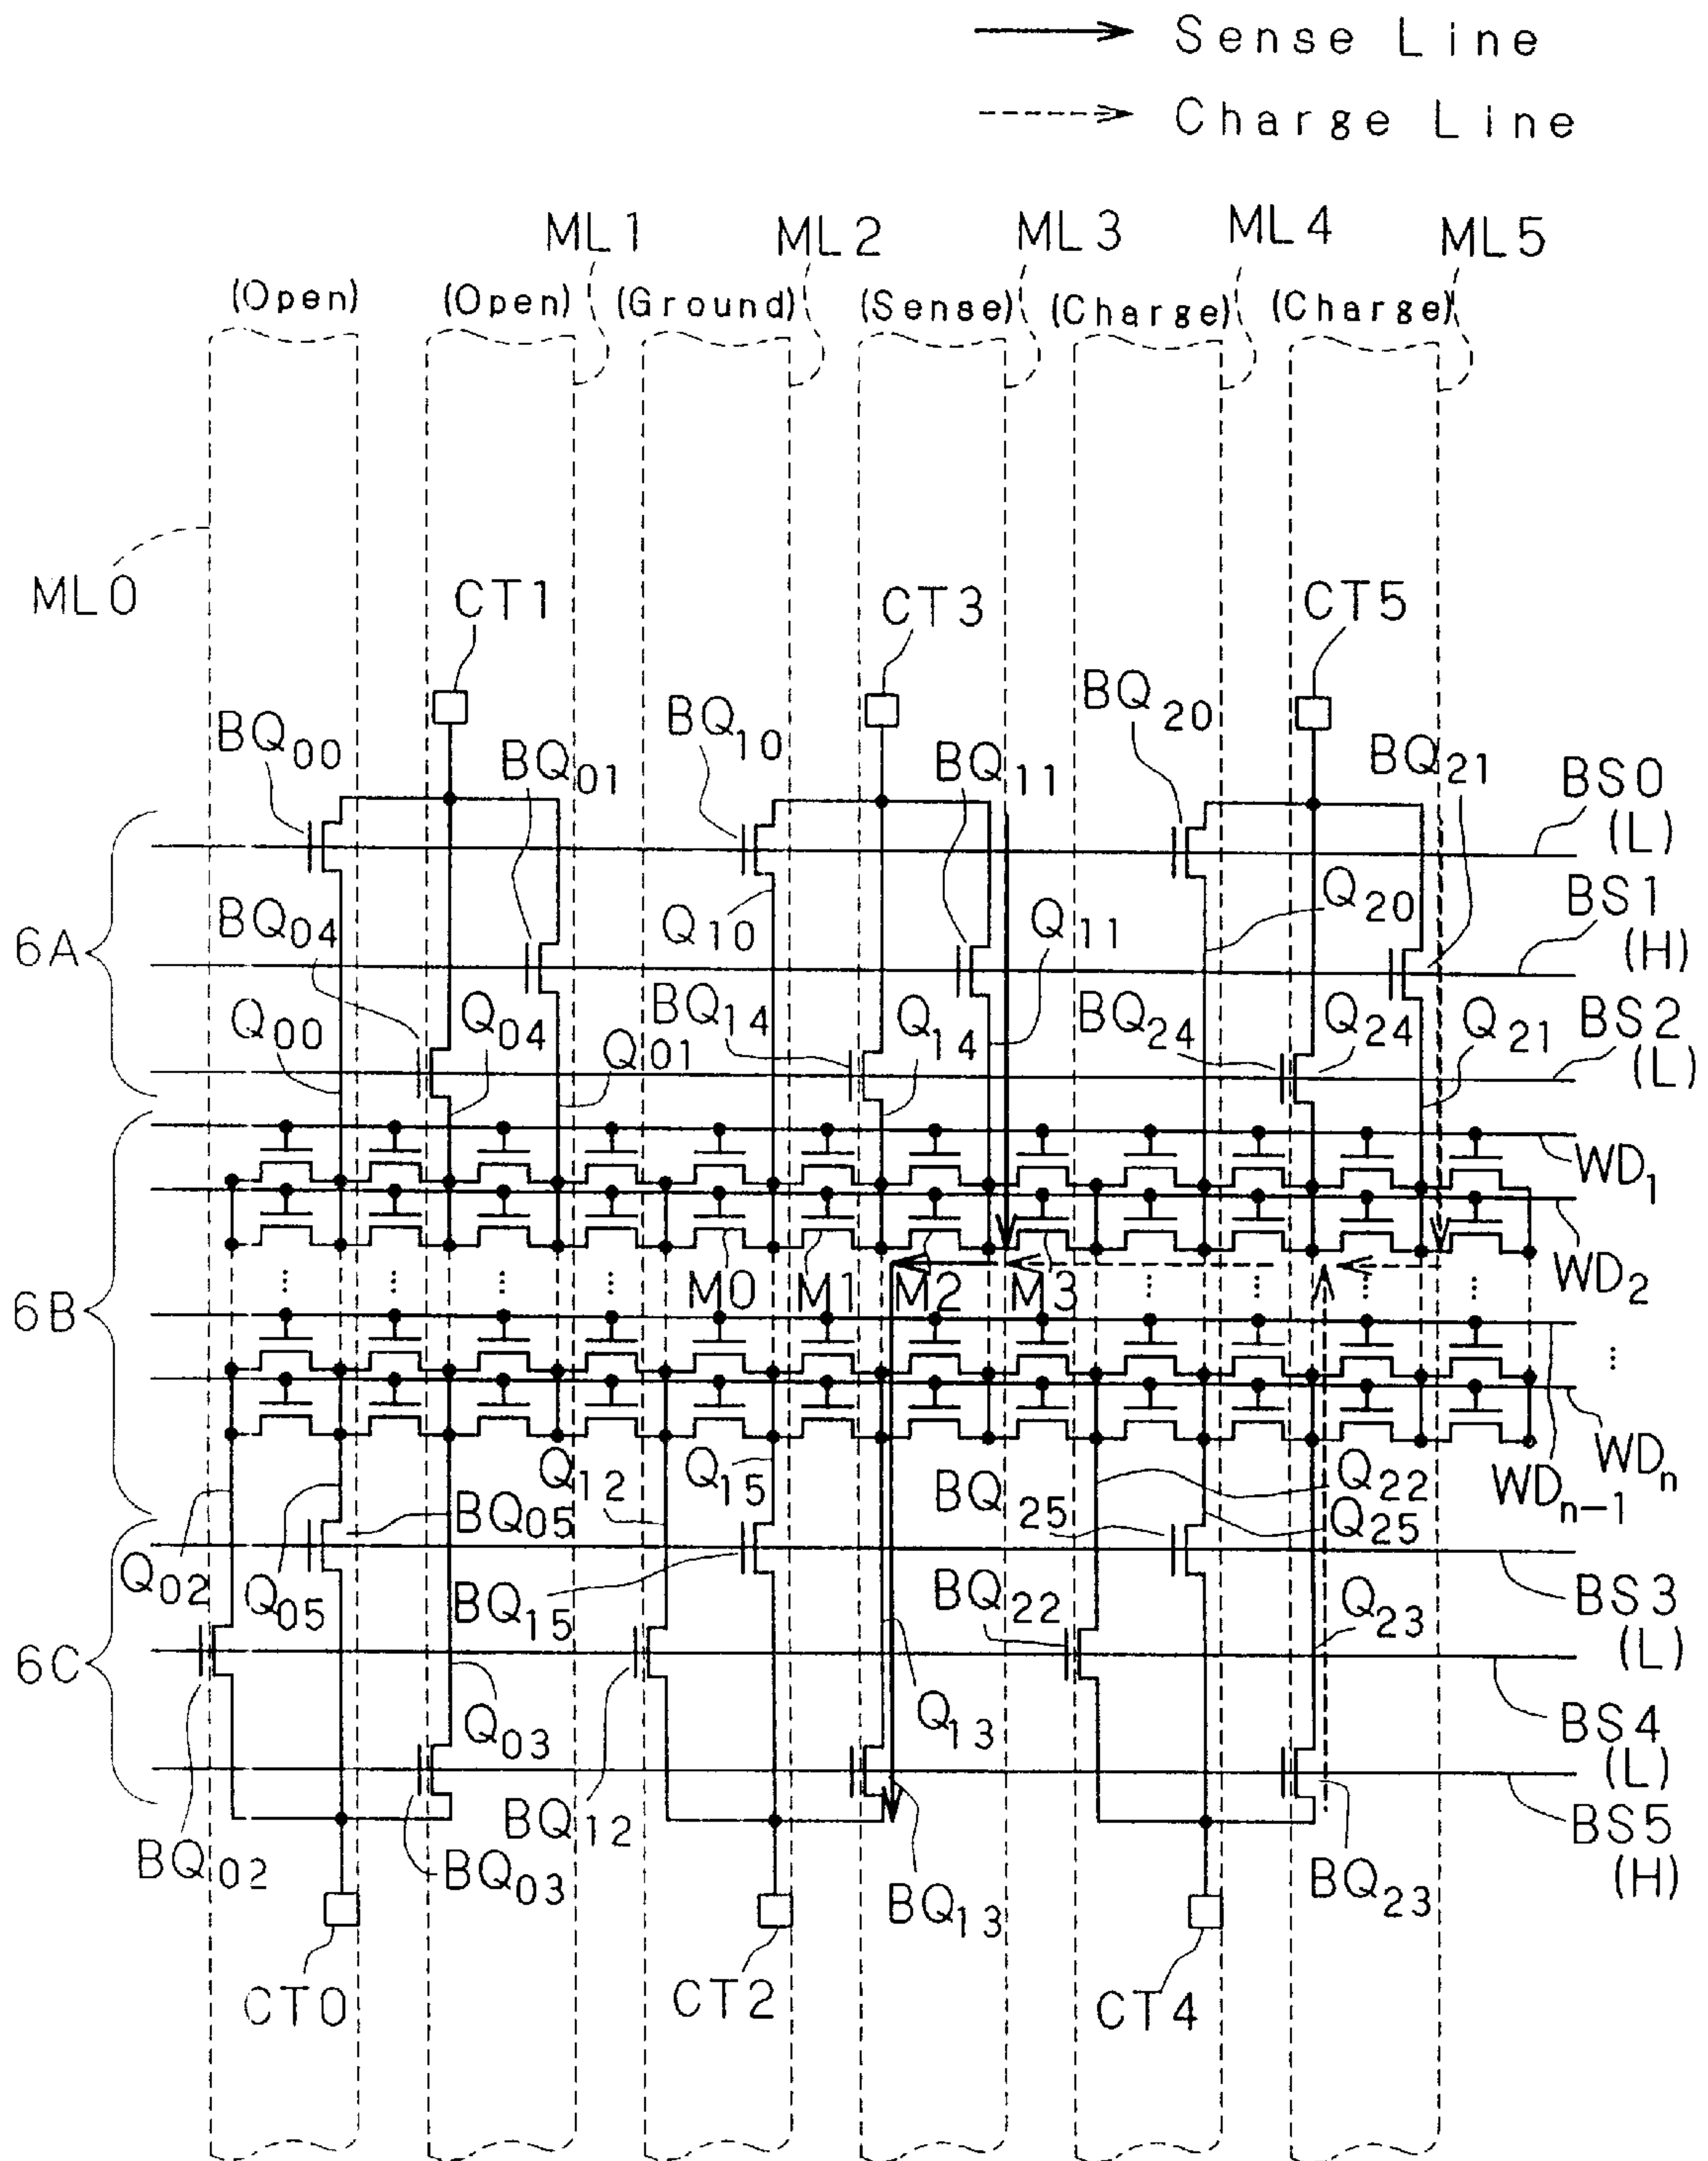 Sense Line
Charge Line
ML1 ML2 ML3 ML4 ML5
(Open) (Open) (Ground) (Sense) (Charge) (Charge)
ML0
CT1 CT3 CT5
BQ00 BQ01 BQ10 BQ11 BQ20 BQ21
BS0
(L)
6A
BQ04 Q10 Q11 Q20
BS1
(H)
Q00 Q04 Q01 BQ14 Q14 BQ24 Q24 Q21
BS2
(L)
WD1
6B
M0 M1 M2 M3
WD2
Q12 Q15 BQ25 Q22 Q25
WDn-1 WDn
Q02 Q05 BQ05 BQ15 BQ22 Q23
BS3
(L)
6C
Q03 Q13
BS4
(L)
BQ02 BQ03 BQ12 BQ13 BQ23
BS5
(H)
CT0 CT2 CT4